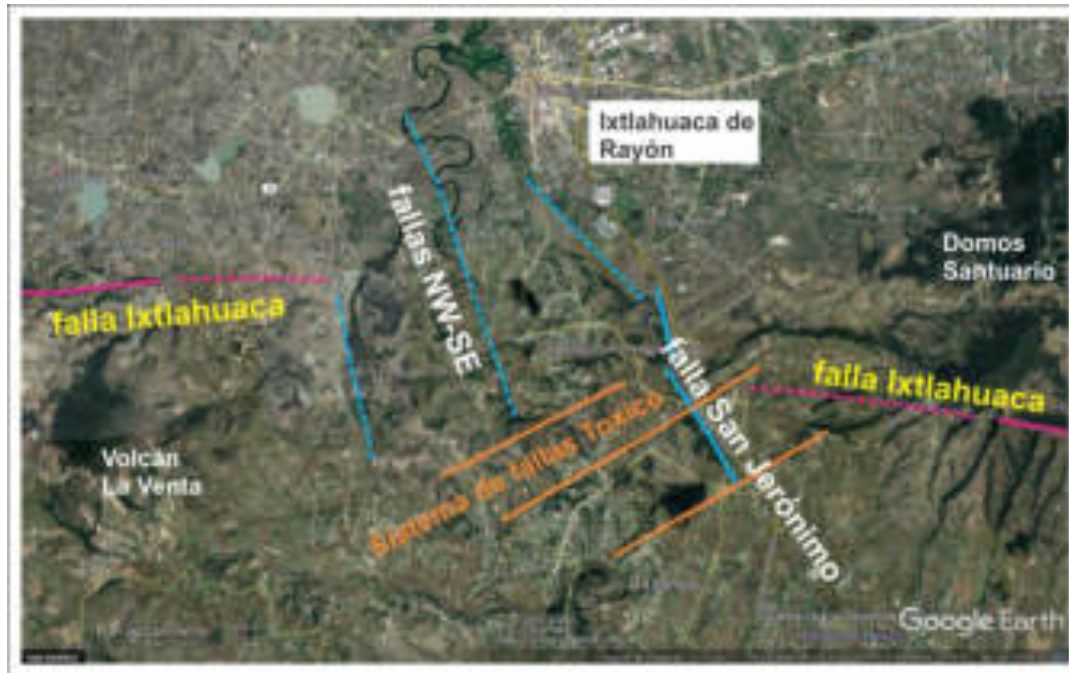 Ixtlahuaca de
Rayón
fallas NW-SE
Domos
Santuario
falla Ixtlahuaca
falla San Jerónimo
falla Ixtlahuaca
Sistema de fallas Toxico
Volcán
La Venta
Google Earth